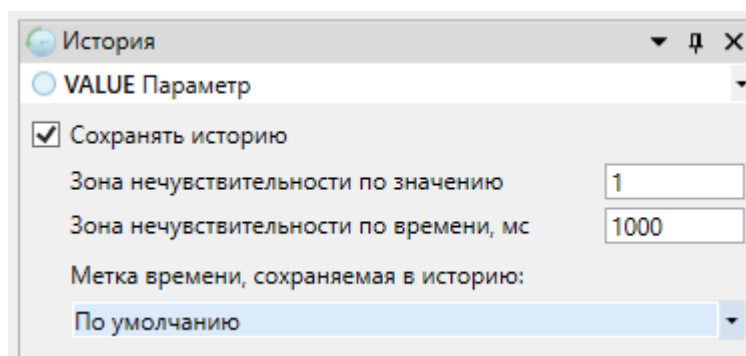 История
VALUE Параметр
Сохранять историю
Зона нечувствительности по значению 1
Зона нечувствительности по времени, мс 1000
Метка времени, сохраняемая в историю:
По умолчанию